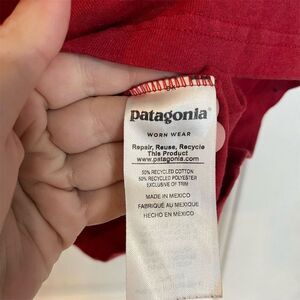 patagonia®
WORN WEAR
Repair, Reuse, Recycle
This Product
www.patagonia.com
50% RECYCLED COTTON
50% RECYCLED POLYESTER
EXCLUSIVE OF TRIM
MADE IN MEXICO
FABRIQUÉ AU MEXIQUE
HECHO EN MEXICO